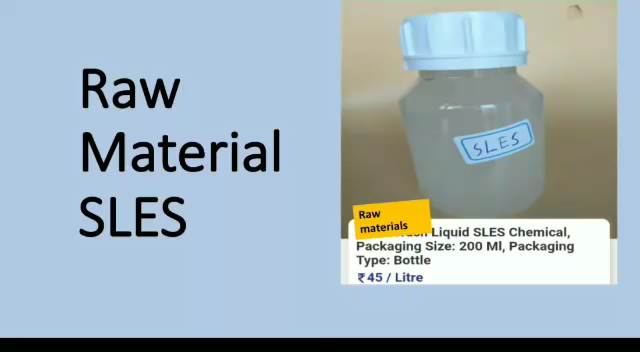 Raw
Material
SLES
SLES
Raw
materials
Liquid SLES Chemical,
Packaging Size: 200 Ml, Packaging
Type: Bottle
₹45 / Litre